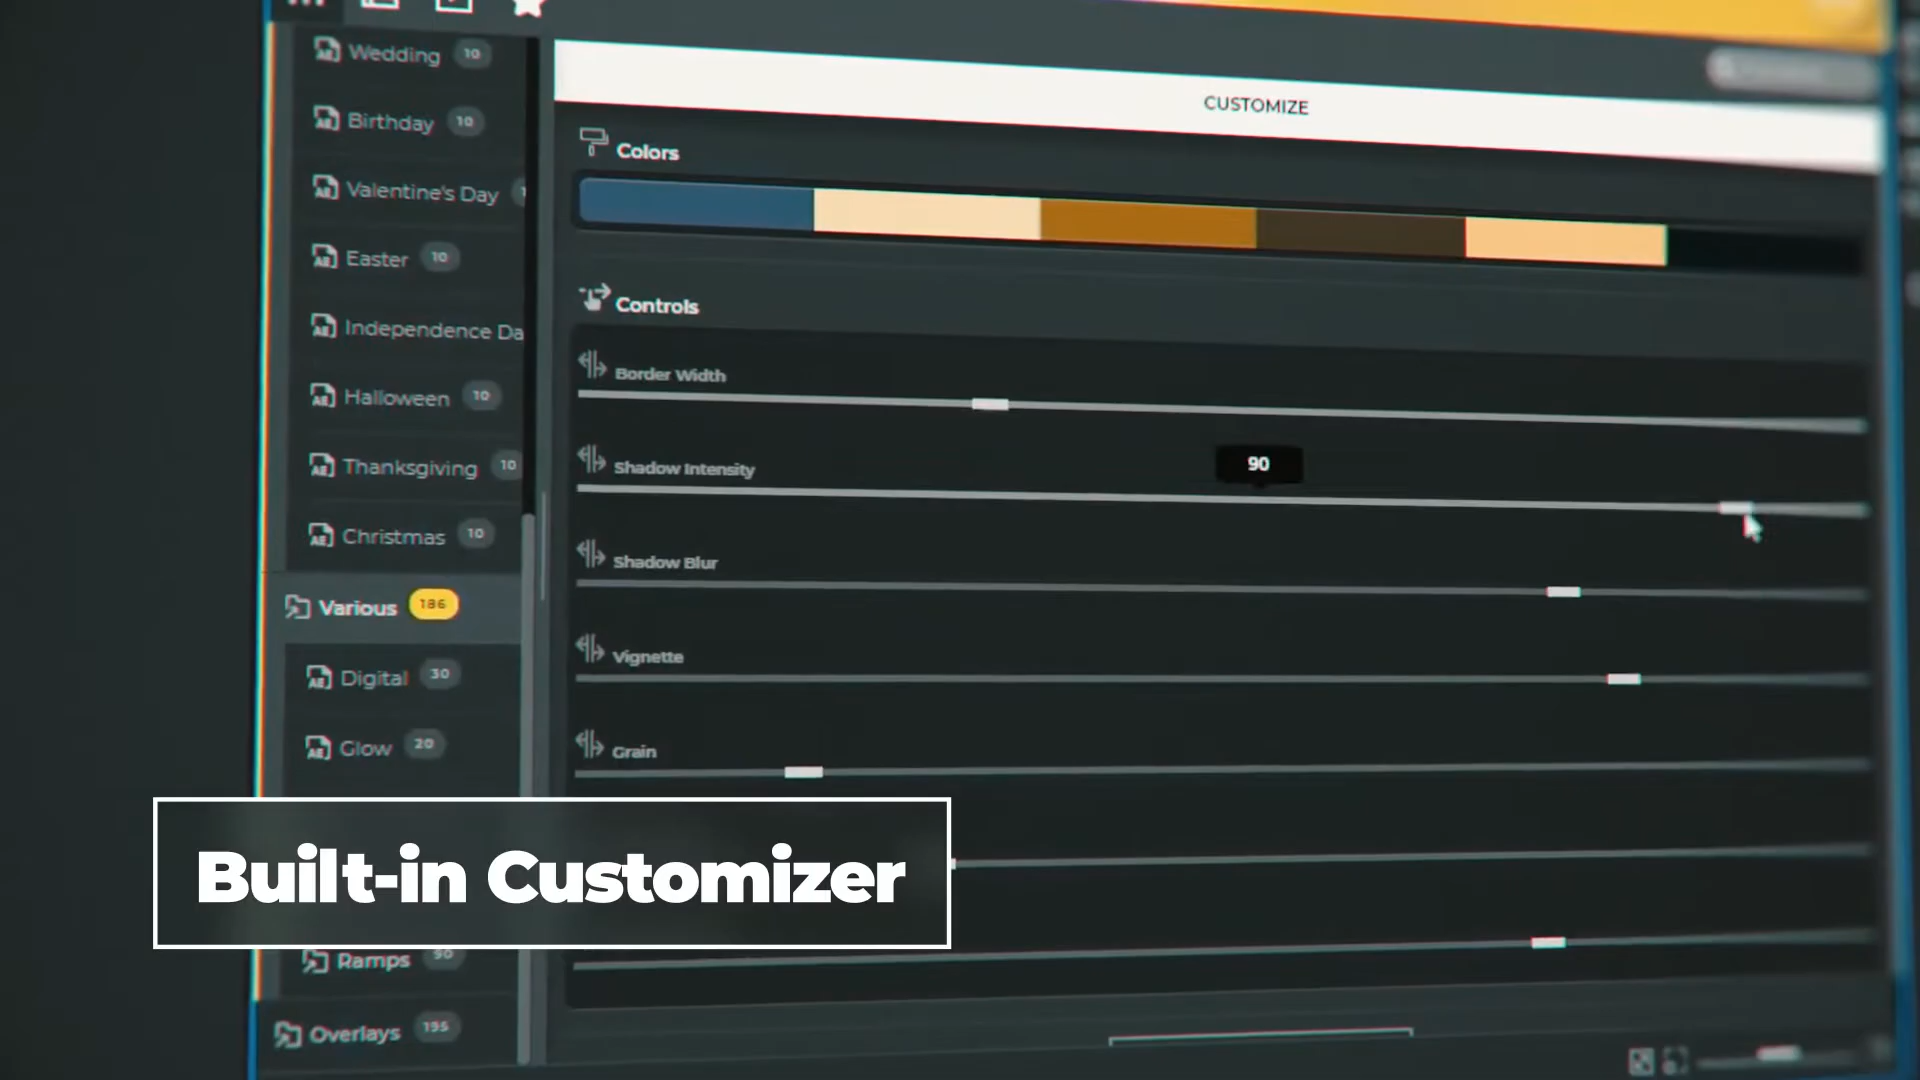 Wedding 10
Birthday 10
Valentine's Day
Easter 10
Independence Da
Halloween 10
Thanksgiving 10
Christmas 10
Various 186
Digital 30
Glow 20
Ramps 90
Overlays 195
CUSTOMIZE
Colors
Controls
Border Width
Shadow Intensity
90
Shadow Blur
Vignette
Grain
Built-in Customizer